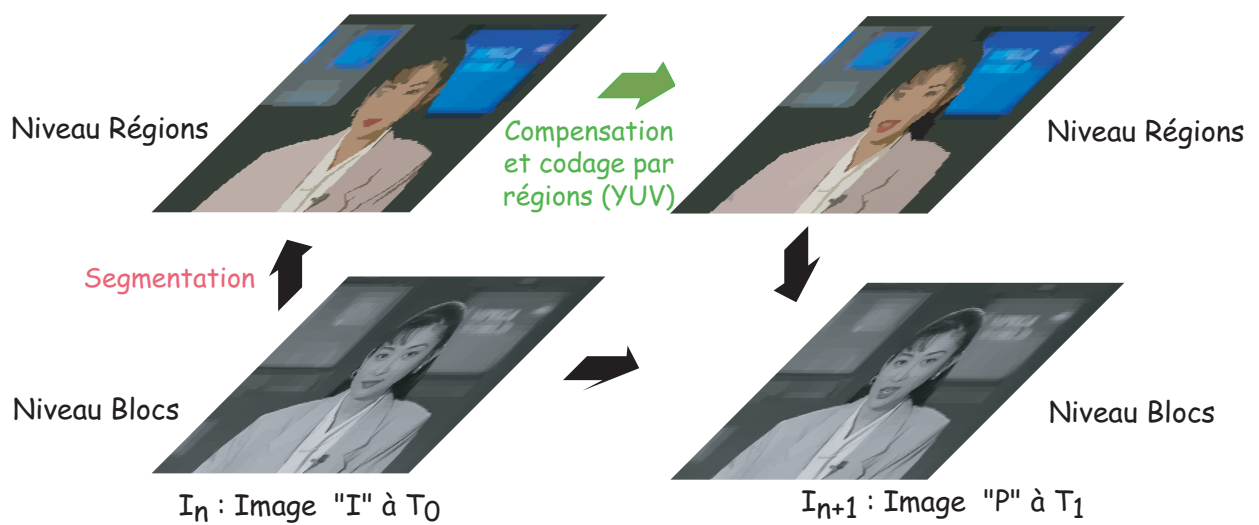 Niveau Régions
Compensation
et codage par
régions (YUV)
Niveau Régions
Segmentation
Niveau Blocs
Niveau Blocs
In : Image "I" à T0
In+1 : Image "P" à T1